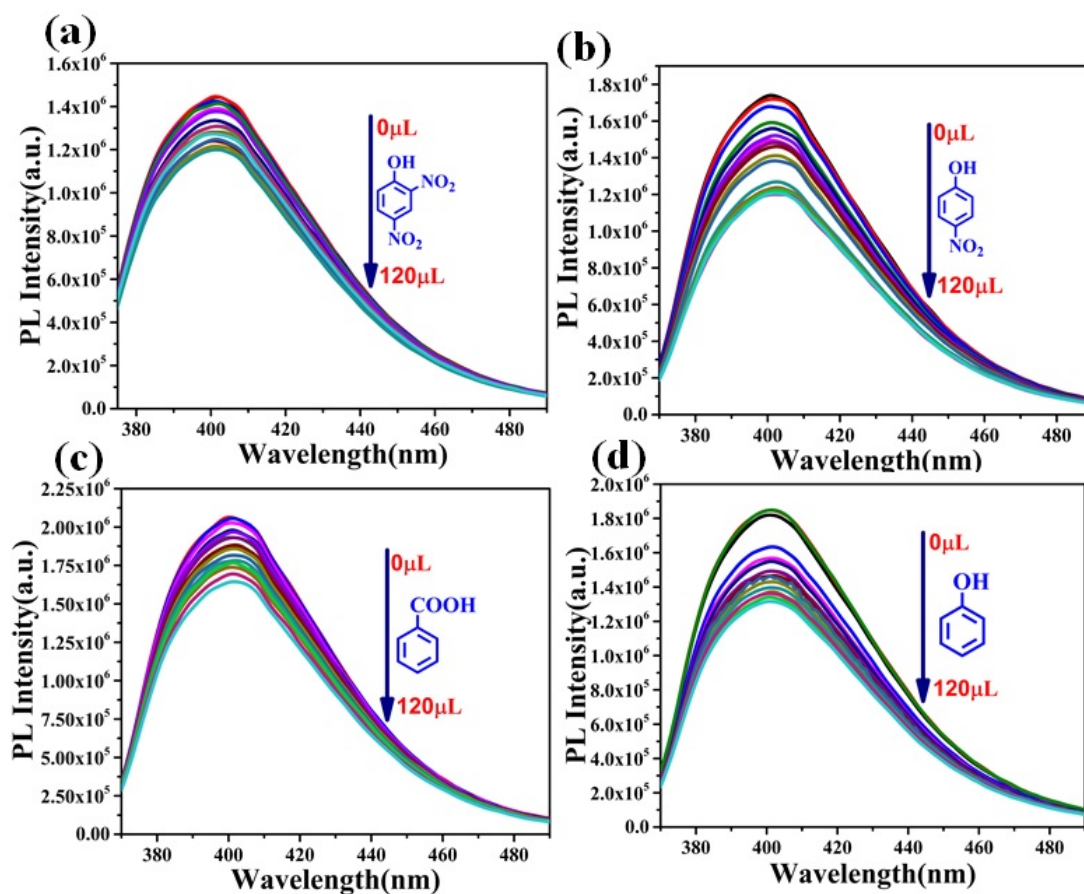 (a)
1.6x10⁶
1.4x10⁶
1.2x10⁶
1.0x10⁶
8.0x10⁵
6.0x10⁵
4.0x10⁵
2.0x10⁵
0.0
PL Intensity(a.u.)
0μL
OH
NO₂
NO₂
120μL
380 400 420 440 460 480
Wavelength(nm)
(b)
1.8x10⁶
1.6x10⁶
1.4x10⁶
1.2x10⁶
1.0x10⁶
8.0x10⁵
6.0x10⁵
4.0x10⁵
2.0x10⁵
0.0
PL Intensity(a.u.)
0μL
OH
NO₂
120μL
380 400 420 440 460 480
Wavelength(nm)
(c)
2.25x10⁶
2.00x10⁶
1.75x10⁶
1.50x10⁶
1.25x10⁶
1.00x10⁶
7.50x10⁵
5.00x10⁵
2.50x10⁵
0.00
PL Intensity(a.u.)
0μL
COOH
120μL
380 400 420 440 460 480
Wavelength(nm)
(d)
2.0x10⁶
1.8x10⁶
1.6x10⁶
1.4x10⁶
1.2x10⁶
1.0x10⁶
8.0x10⁵
6.0x10⁵
4.0x10⁵
2.0x10⁵
0.0
PL Intensity(a.u.)
0μL
OH
120μL
380 400 420 440 460 480
Wavelength(nm)